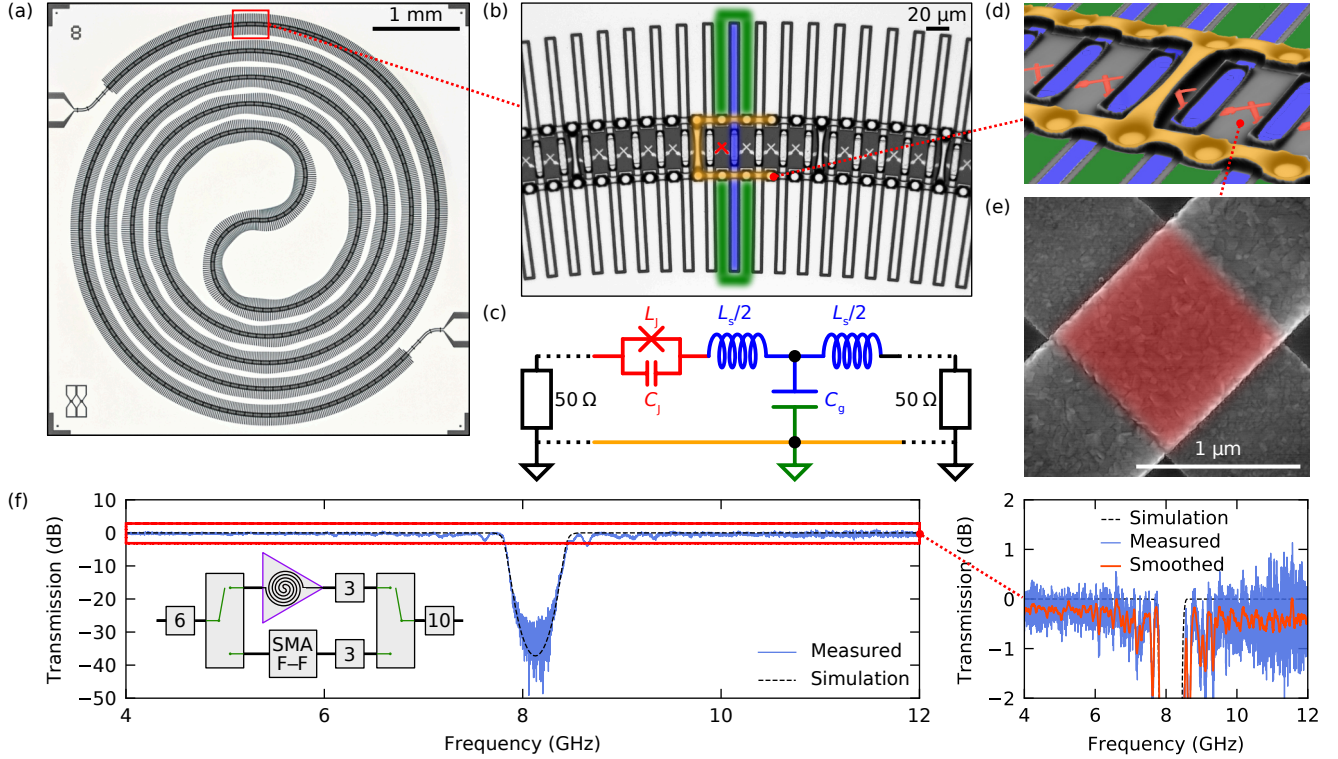 (a)
8
1 mm
(b)
20 µm
(d)
(c)
L_J
L_s/2
L_s/2
50 Ω
C_J
C_g
50 Ω
(e)
1 µm
(f)
Transmission (dB)
10
0
−10
−20
−30
−40
−50
6
3
SMA
F−F
3
10
Measured
Simulation
4
6
8
10
12
Frequency (GHz)
Transmission (dB)
2
1
0
−1
−2
Simulation
Measured
Smoothed
4
6
8
10
12
Frequency (GHz)